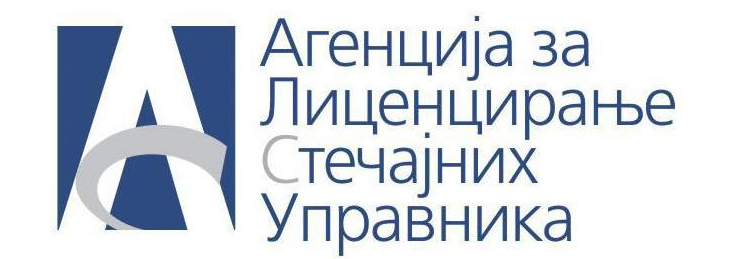 Агенција за
Лиценцирање
Стечајних
Управника